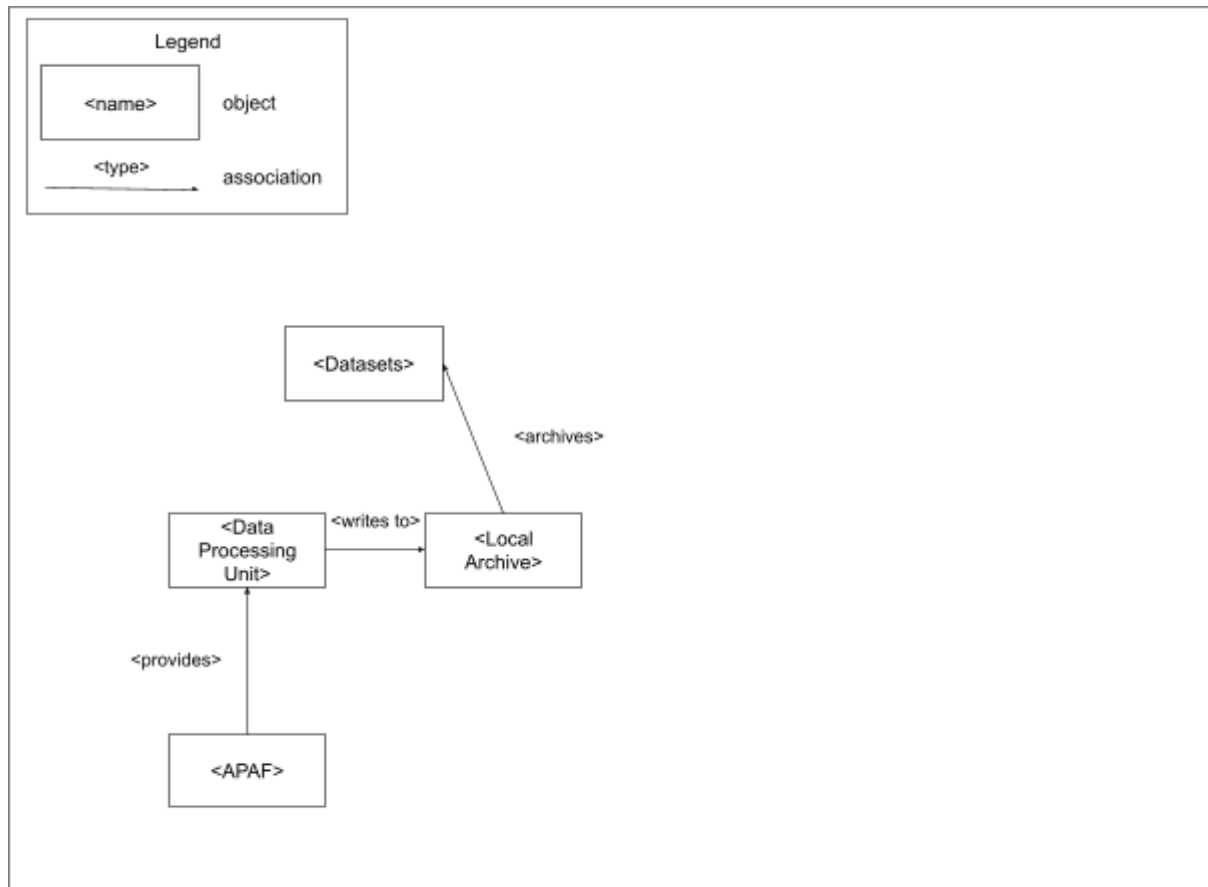 Legend
<name>
object
<type>
association
<Datasets>
<archives>
<Data
Processing
Unit>
<writes to>
<Local
Archive>
<provides>
<APAF>